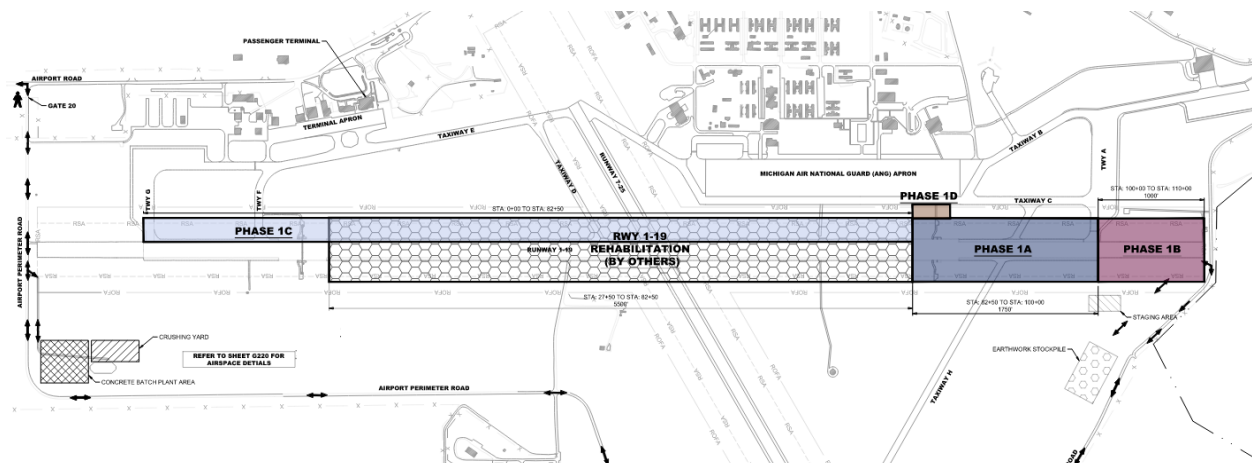 PASSENGER TERMINAL
AIRPORT ROAD
GATE 20
TERMINAL APRON
TAXIWAY E
TAXIWAY D
RUNWAY 7-25
RSA
ROFA
TAXIWAY B
TWY A
MICHIGAN AIR NATIONAL GUARD (ANG) APRON
STA: 100+00 TO STA: 110+00
1000'
TWY G
TWY F
PHASE 1D
TAXIWAY C
STA: 0+00 TO STA: 82+50
PHASE 1C
RUNWAY 1-19
RWY 1-19
REHABILITATION
(BY OTHERS)
PHASE 1A
PHASE 1B
AIRPORT PERIMETER ROAD
STA: 27+50 TO STA: 82+50
5500'
STA: 82+50 TO STA: 100+00
1750'
STAGING AREA
CRUSHING YARD
EARTHWORK STOCKPILE
REFER TO SHEET G220 FOR
AIRSPACE DETIALS
CONCRETE BATCH PLANT AREA
AIRPORT PERIMETER ROAD
TAXIWAY H